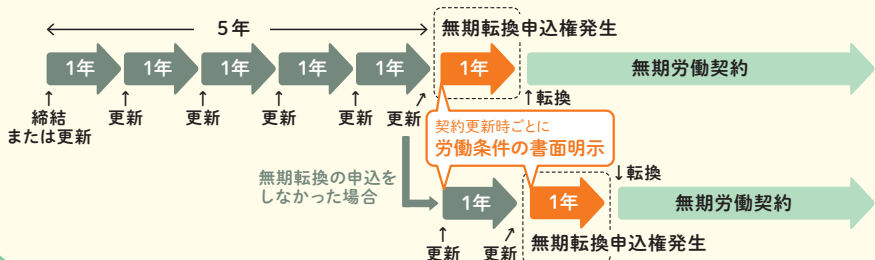 5年
無期転換申込権発生
1年
1年
1年
1年
1年
1年
無期労働契約
↑
締結
または更新
↑
更新
↑
更新
↑
更新
↑
更新
↑
更新
↑転換
契約更新時ごとに
労働条件の書面明示
無期転換の申込を
しなかった場合
↓転換
1年
1年
無期労働契約
↑
更新
↑
更新
無期転換申込権発生